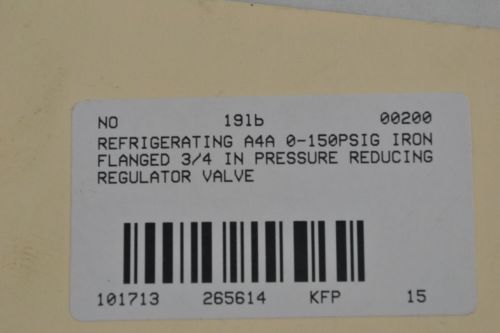 NO 19lb 00200
REFRIGERATING A4A 0-150PSIG IRON
FLANGED 3/4 IN PRESSURE REDUCING
REGULATOR VALVE
101713 265614 KFP 15